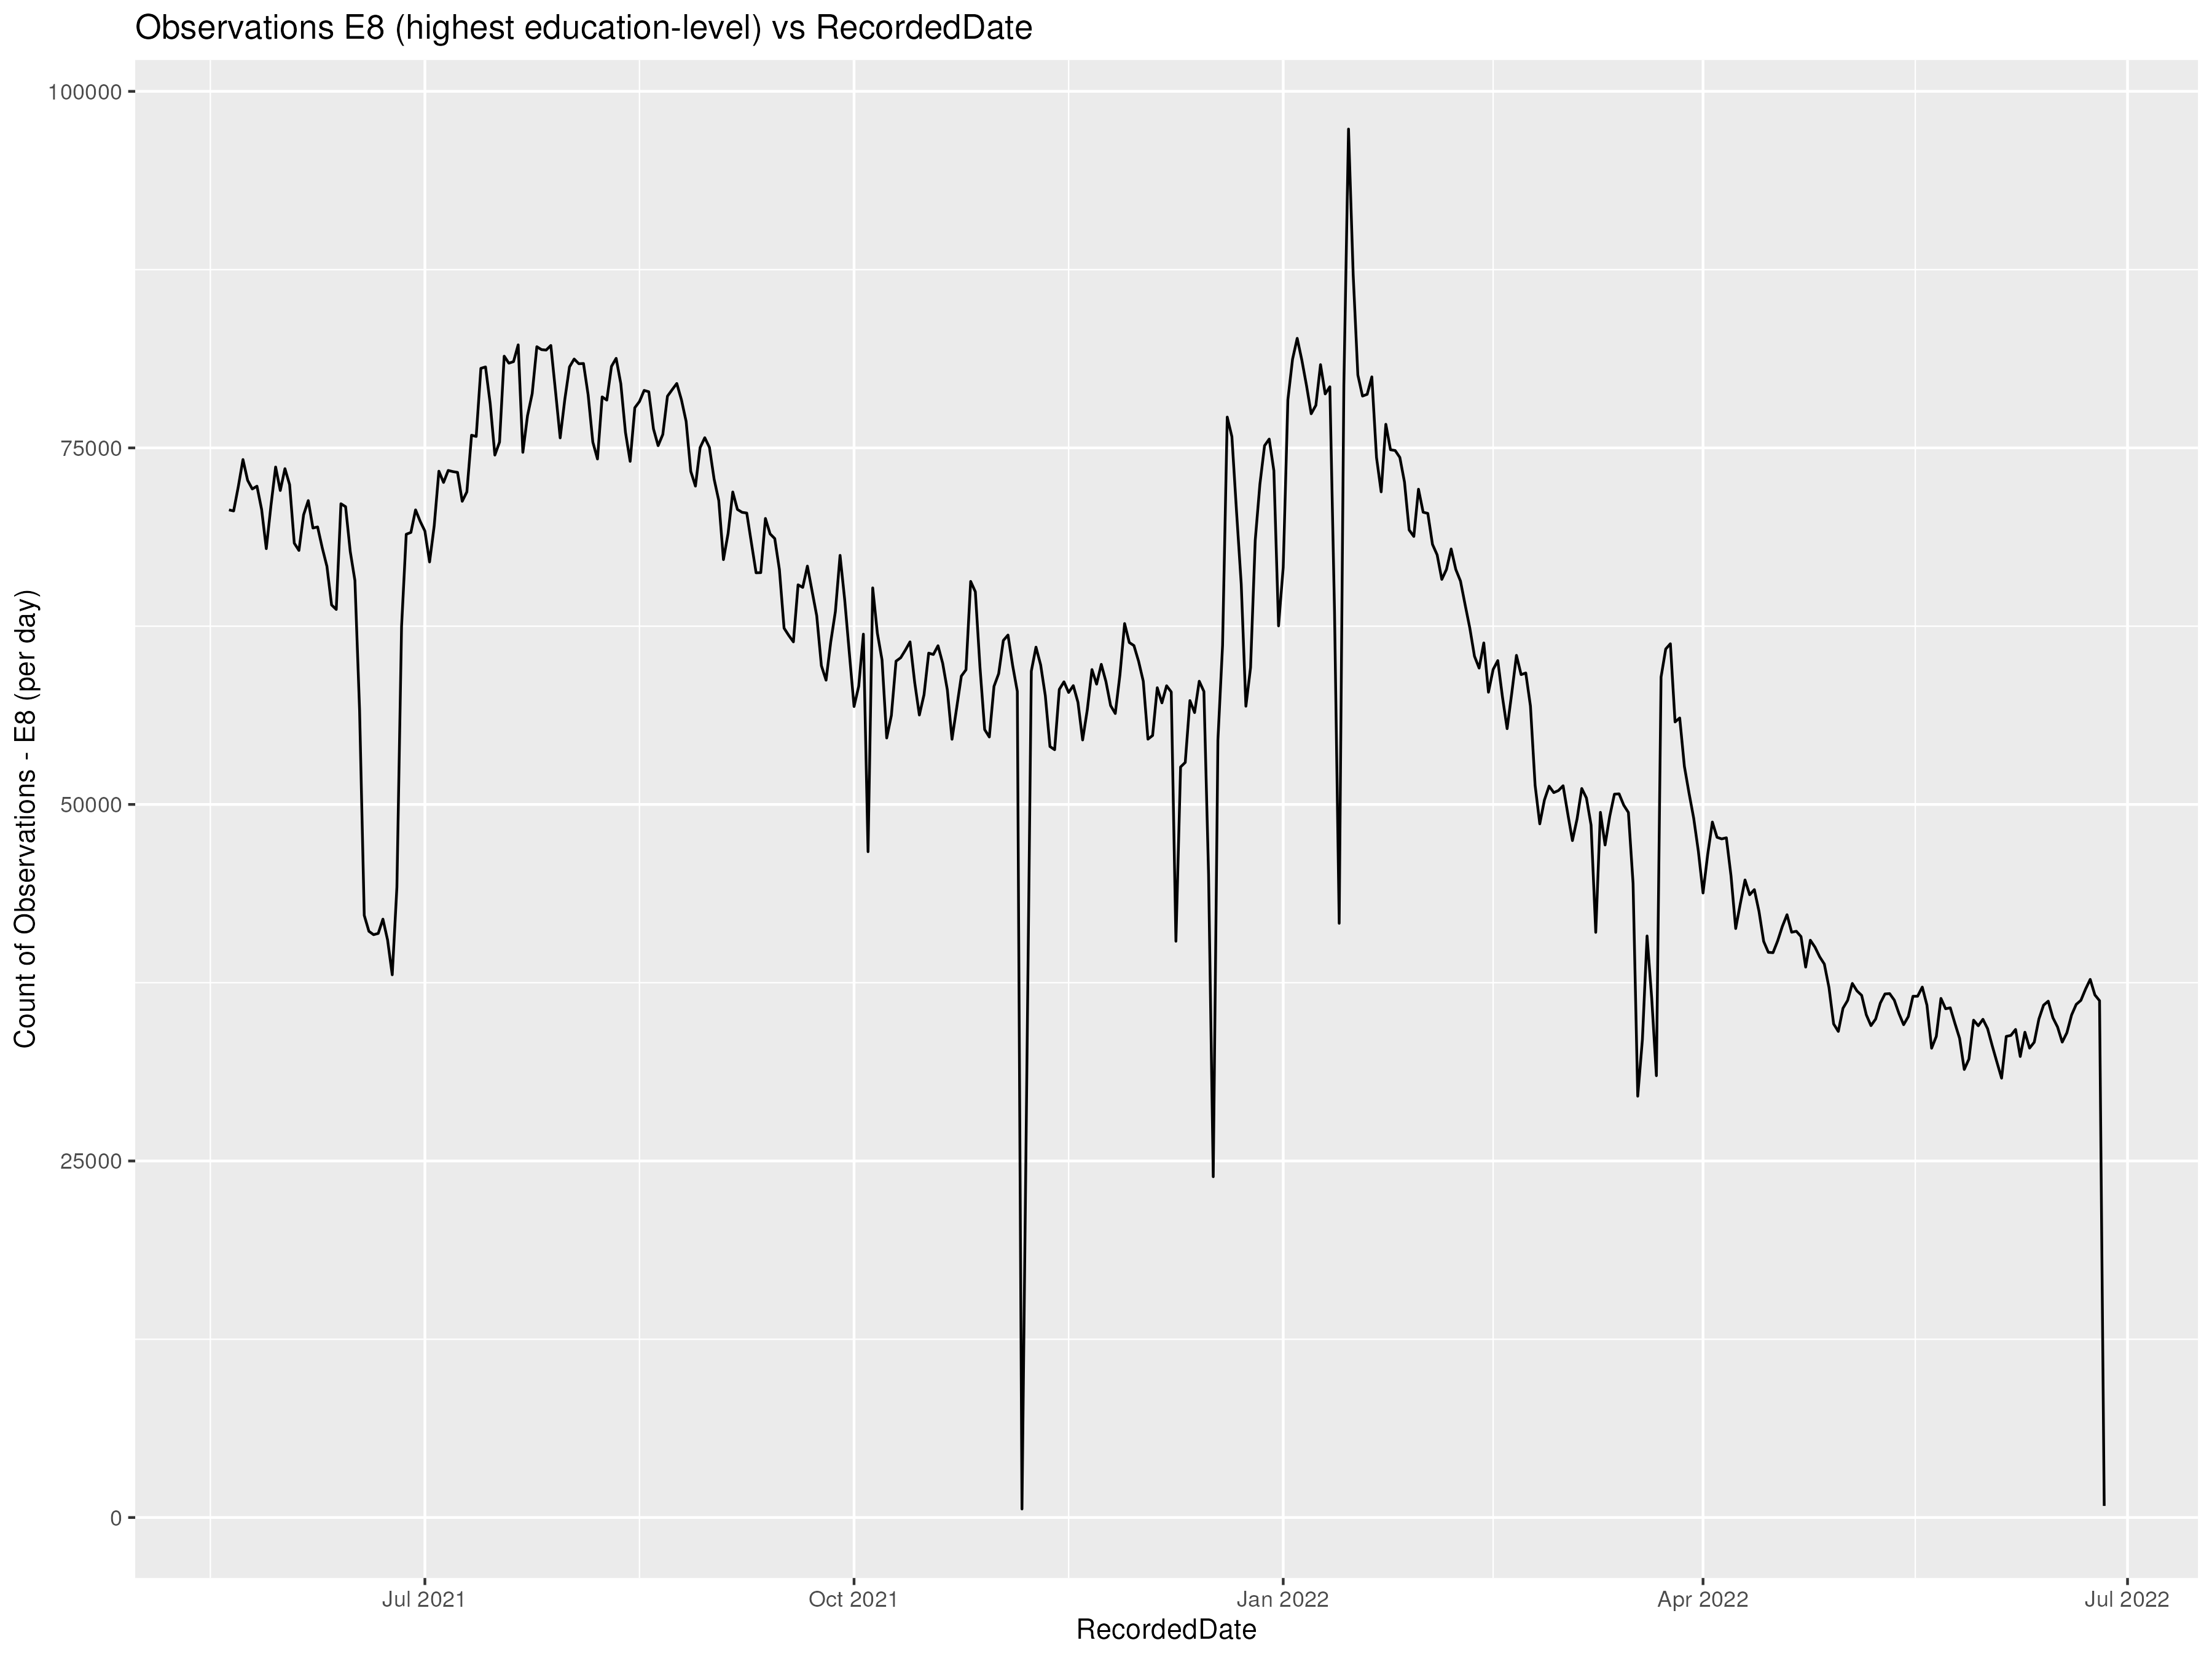 Observations E8 (highest education-level) vs RecordedDate
Count of Observations - E8 (per day)
100000
75000
50000
25000
0
Jul 2021 Oct 2021 Jan 2022 Apr 2022 Jul 2022
RecordedDate